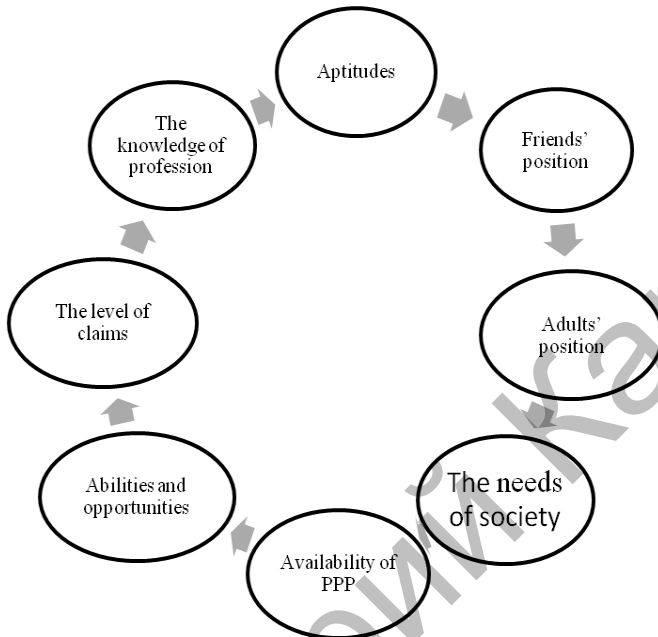 Aptitudes
Friends’
position
Adults’
position
The needs
of society
Availability of
PPP
Abilities and
opportunities
The level of
claims
The
knowledge of
profession